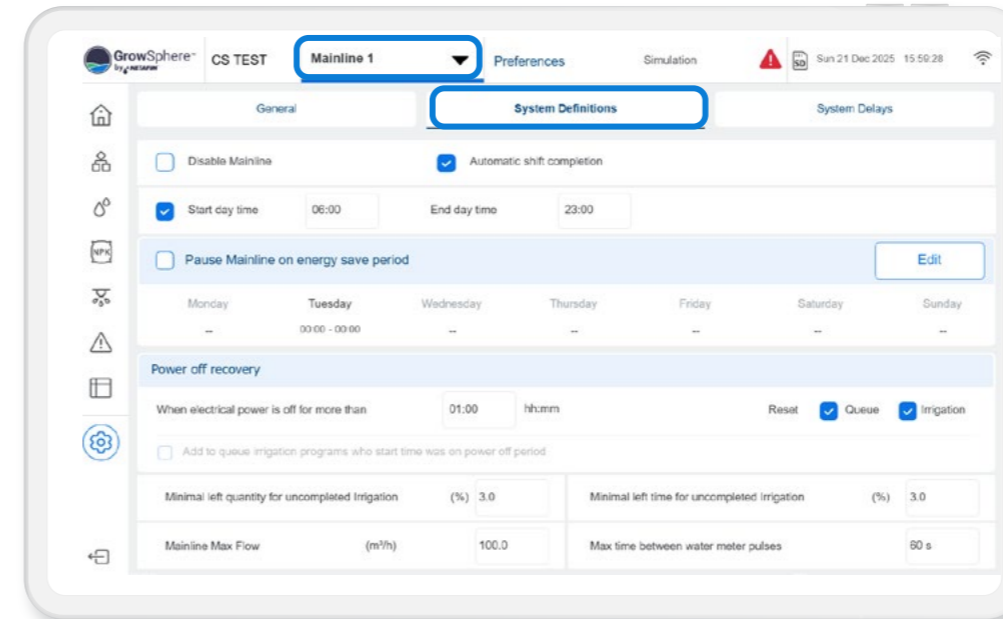 GrowSphere™
by NETAFIM
CS TEST
Mainline 1
Preferences
Simulation
SD
Sun 21 Dec 2025 15:59:28
General
System Definitions
System Delays
Disable Mainline
Automatic shift completion
Start day time 06:00 End day time 23:00
NPK
Pause Mainline on energy save period
Edit
Monday Tuesday Wednesday Thursday Friday Saturday Sunday
-- 00:00 - 00:00 -- -- -- -- --
Power off recovery
When electrical power is off for more than 01:00 hh:mm Reset Queue Irrigation
Add to queue irrigation programs who start time was on power off period
Minimal left quantity for uncompleted Irrigation (%) 3.0 Minimal left time for uncompleted Irrigation (%) 3.0
Mainline Max Flow (m³/h) 100.0 Max time between water meter pulses 60 s